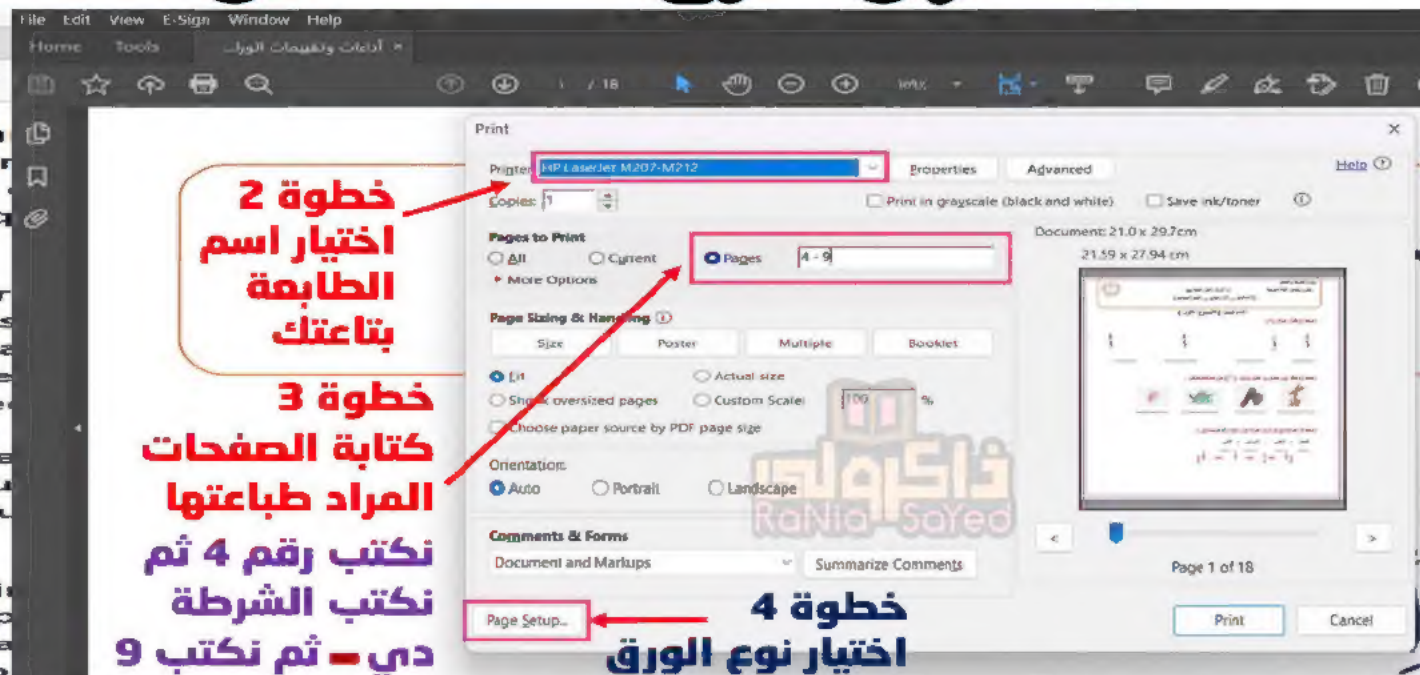 File Edit View E-Sign Window Help
Home Tools أداءات وتقييمات الوزا... ×
/ 18
Print ×
Printer: HP LaserJet M207-M212 Properties Advanced Help
Copies: 1 Print in grayscale (black and white) Save ink/toner
Pages to Print
All Current Pages 4 - 9
More Options
Page Sizing & Handling
Size Poster Multiple Booklet
Fit Actual size
Shrink oversized pages Custom Scale: 100 %
Choose paper source by PDF page size
Orientation:
Auto Portrait Landscape
Comments & Forms
Document and Markups Summarize Comments
Page Setup...
Document: 21.0 x 29.7cm
21.59 x 27.94 cm
< >
Page 1 of 18
Print Cancel
خطوة 2
اختيار اسم
الطابعة
بتاعتك
خطوة 3
كتابة الصفحات
المراد طباعتها
نكتب رقم 4 ثم
نكتب الشرطة
دي - ثم نكتب 9
خطوة 4
اختيار نوع الورق
ذاكرولي
RaNia SaYed